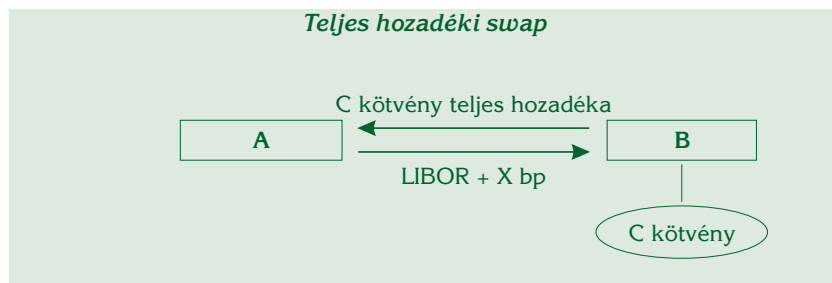 Teljes hozadéki swap
C kötvény teljes hozadéka
A
B
LIBOR + X bp
C kötvény